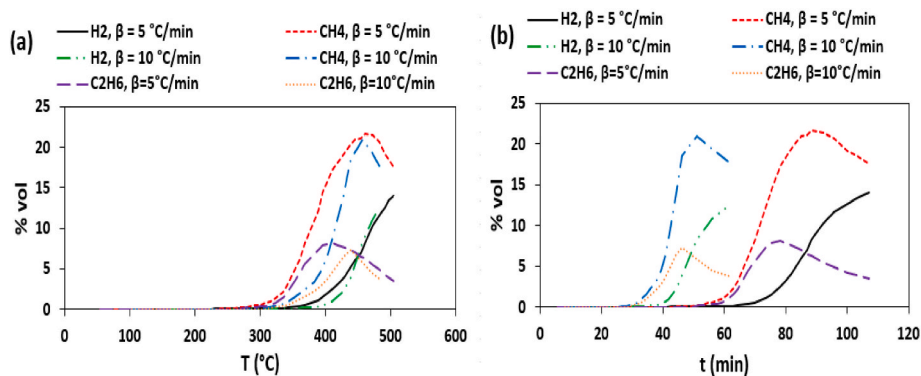 (a)
H2, β = 5 °C/min CH4, β = 5 °C/min
H2, β = 10 °C/min CH4, β = 10 °C/min
C2H6, β=5°C/min C2H6, β=10°C/min
25
20
15
10
5
0
% vol
0 100 200 300 400 500 600
T (°C)
(b)
H2, β = 5 °C/min CH4, β = 5 °C/min
H2, β = 10 °C/min CH4, β = 10 °C/min
C2H6, β=5°C/min C2H6, β=10°C/min
25
20
15
10
5
0
% vol
0 20 40 60 80 100 120
t (min)